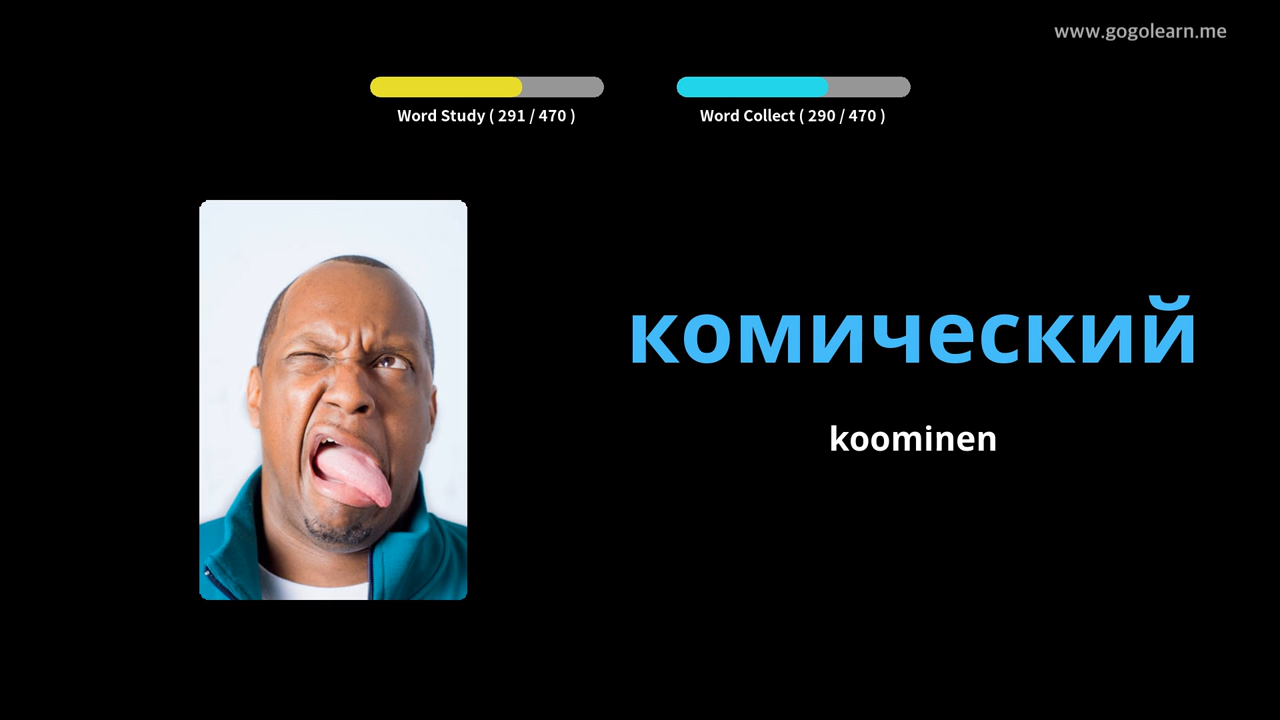 www.gogolearn.me
Word Study ( 291 / 470 )
Word Collect ( 290 / 470 )
комический
koominen